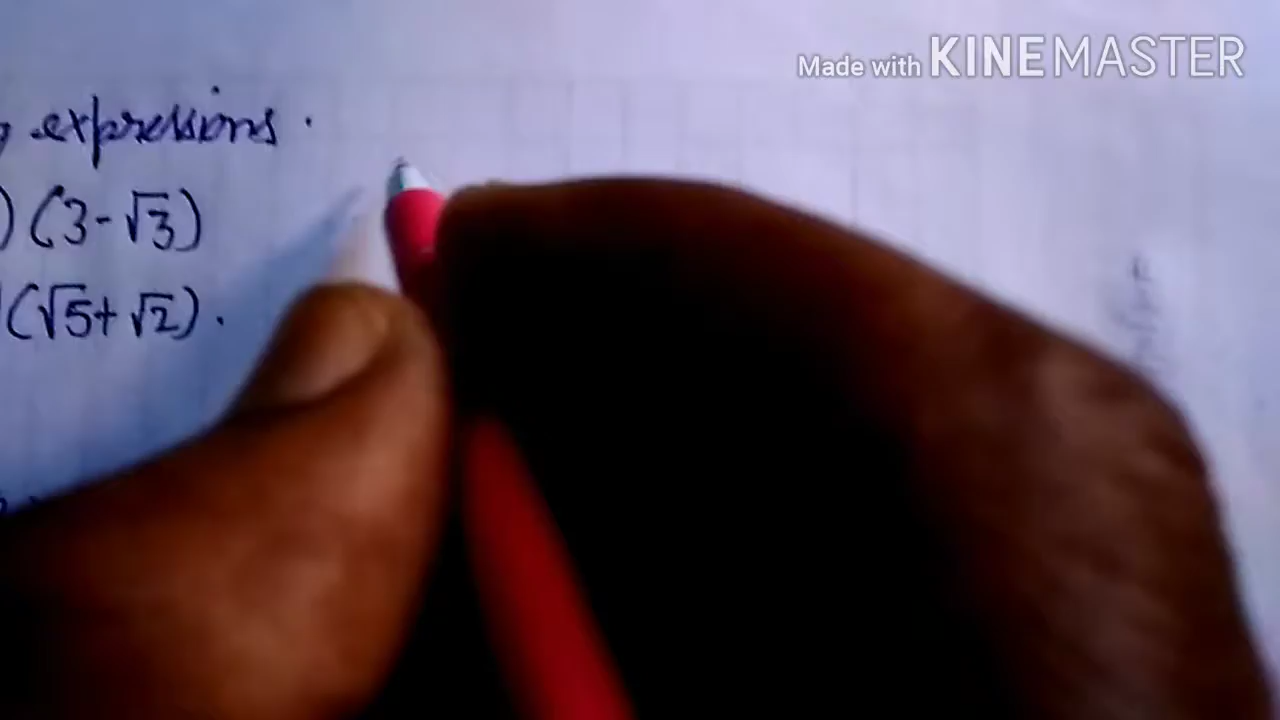 Made with KINEMASTER
expressions.
) (3-√3)
(√5+√2).